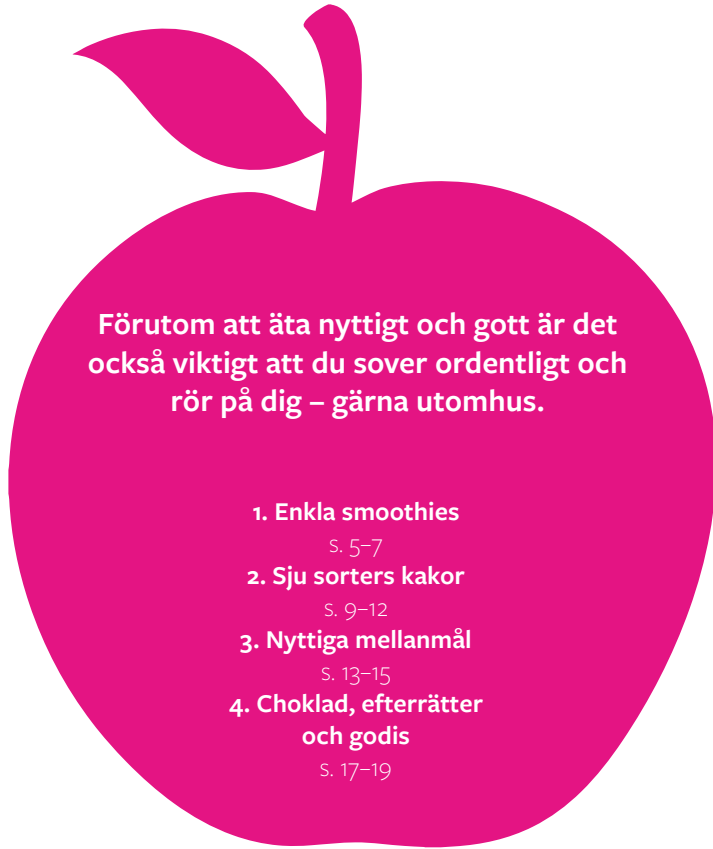 Förutom att äta nyttigt och gott är det
också viktigt att du sover ordentligt och
rör på dig – gärna utomhus.
1. Enkla smoothies
s. 5–7
2. Sju sorters kakor
s. 9–12
3. Nyttiga mellanmål
s. 13–15
4. Choklad, efterrätter
och godis
s. 17–19